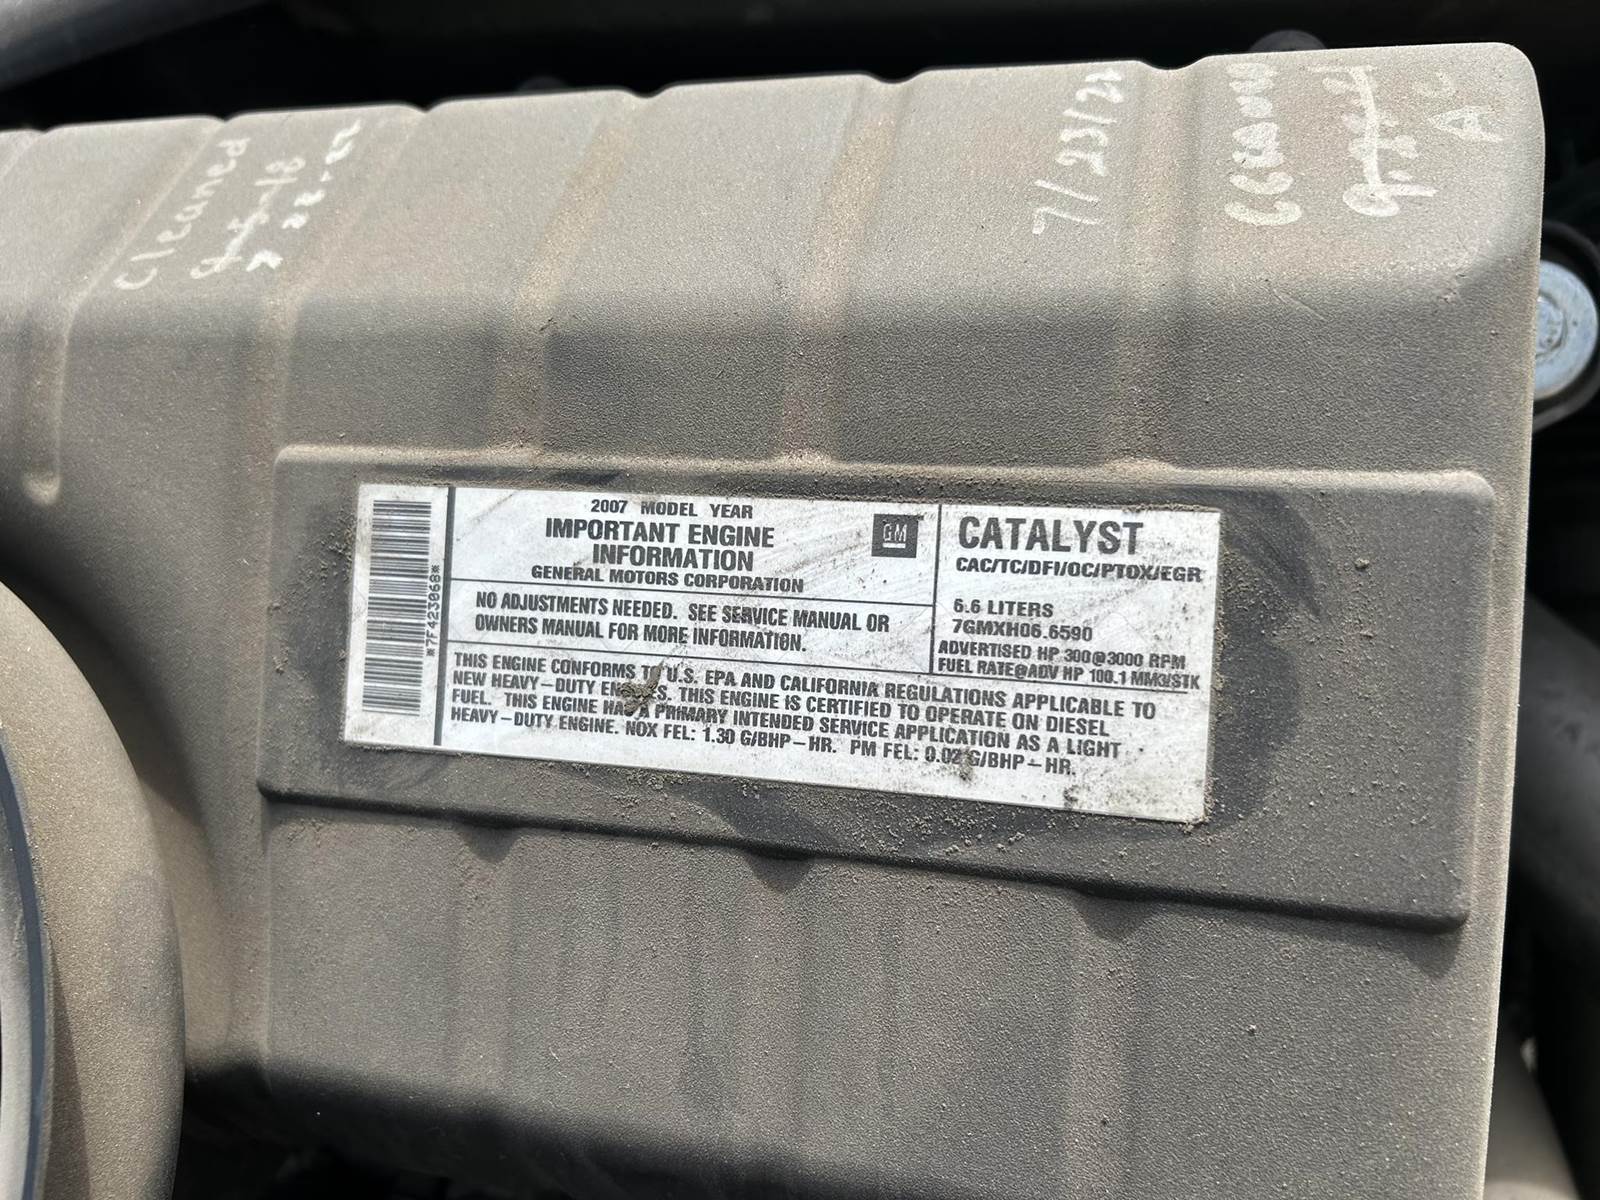 Cleaned
7/23/21
*7F423068*
2007 MODEL YEAR
IMPORTANT ENGINE
INFORMATION
GENERAL MOTORS CORPORATION
GM
NO ADJUSTMENTS NEEDED. SEE SERVICE MANUAL OR
OWNERS MANUAL FOR MORE INFORMATION.
CATALYST
CAC/TC/DFI/OC/PTOX/EGR
6.6 LITERS
7GMXH06.6590
ADVERTISED HP 300@3000 RPM
FUEL RATE@ADV HP 100.1 MM3/STK
THIS ENGINE CONFORMS TO U.S. EPA AND CALIFORNIA REGULATIONS APPLICABLE TO
NEW HEAVY-DUTY ENGINES. THIS ENGINE IS CERTIFIED TO OPERATE ON DIESEL
FUEL. THIS ENGINE HAS A PRIMARY INTENDED SERVICE APPLICATION AS A LIGHT
HEAVY-DUTY ENGINE. NOX FEL: 1.30 G/BHP-HR. PM FEL: 0.02 G/BHP-HR.